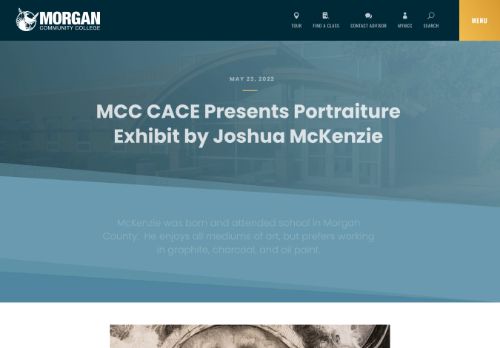 MORGAN
COMMUNITY COLLEGE
TOUR
FIND A CLASS
CONTACT ADVISOR
MYMCC
SEARCH
MENU
MAY 23, 2022
MCC CACE Presents Portraiture
Exhibit by Joshua McKenzie
McKenzie was born and attended school in Morgan
County. He enjoys all mediums of art, but prefers working
in graphite, charcoal, and oil paint.